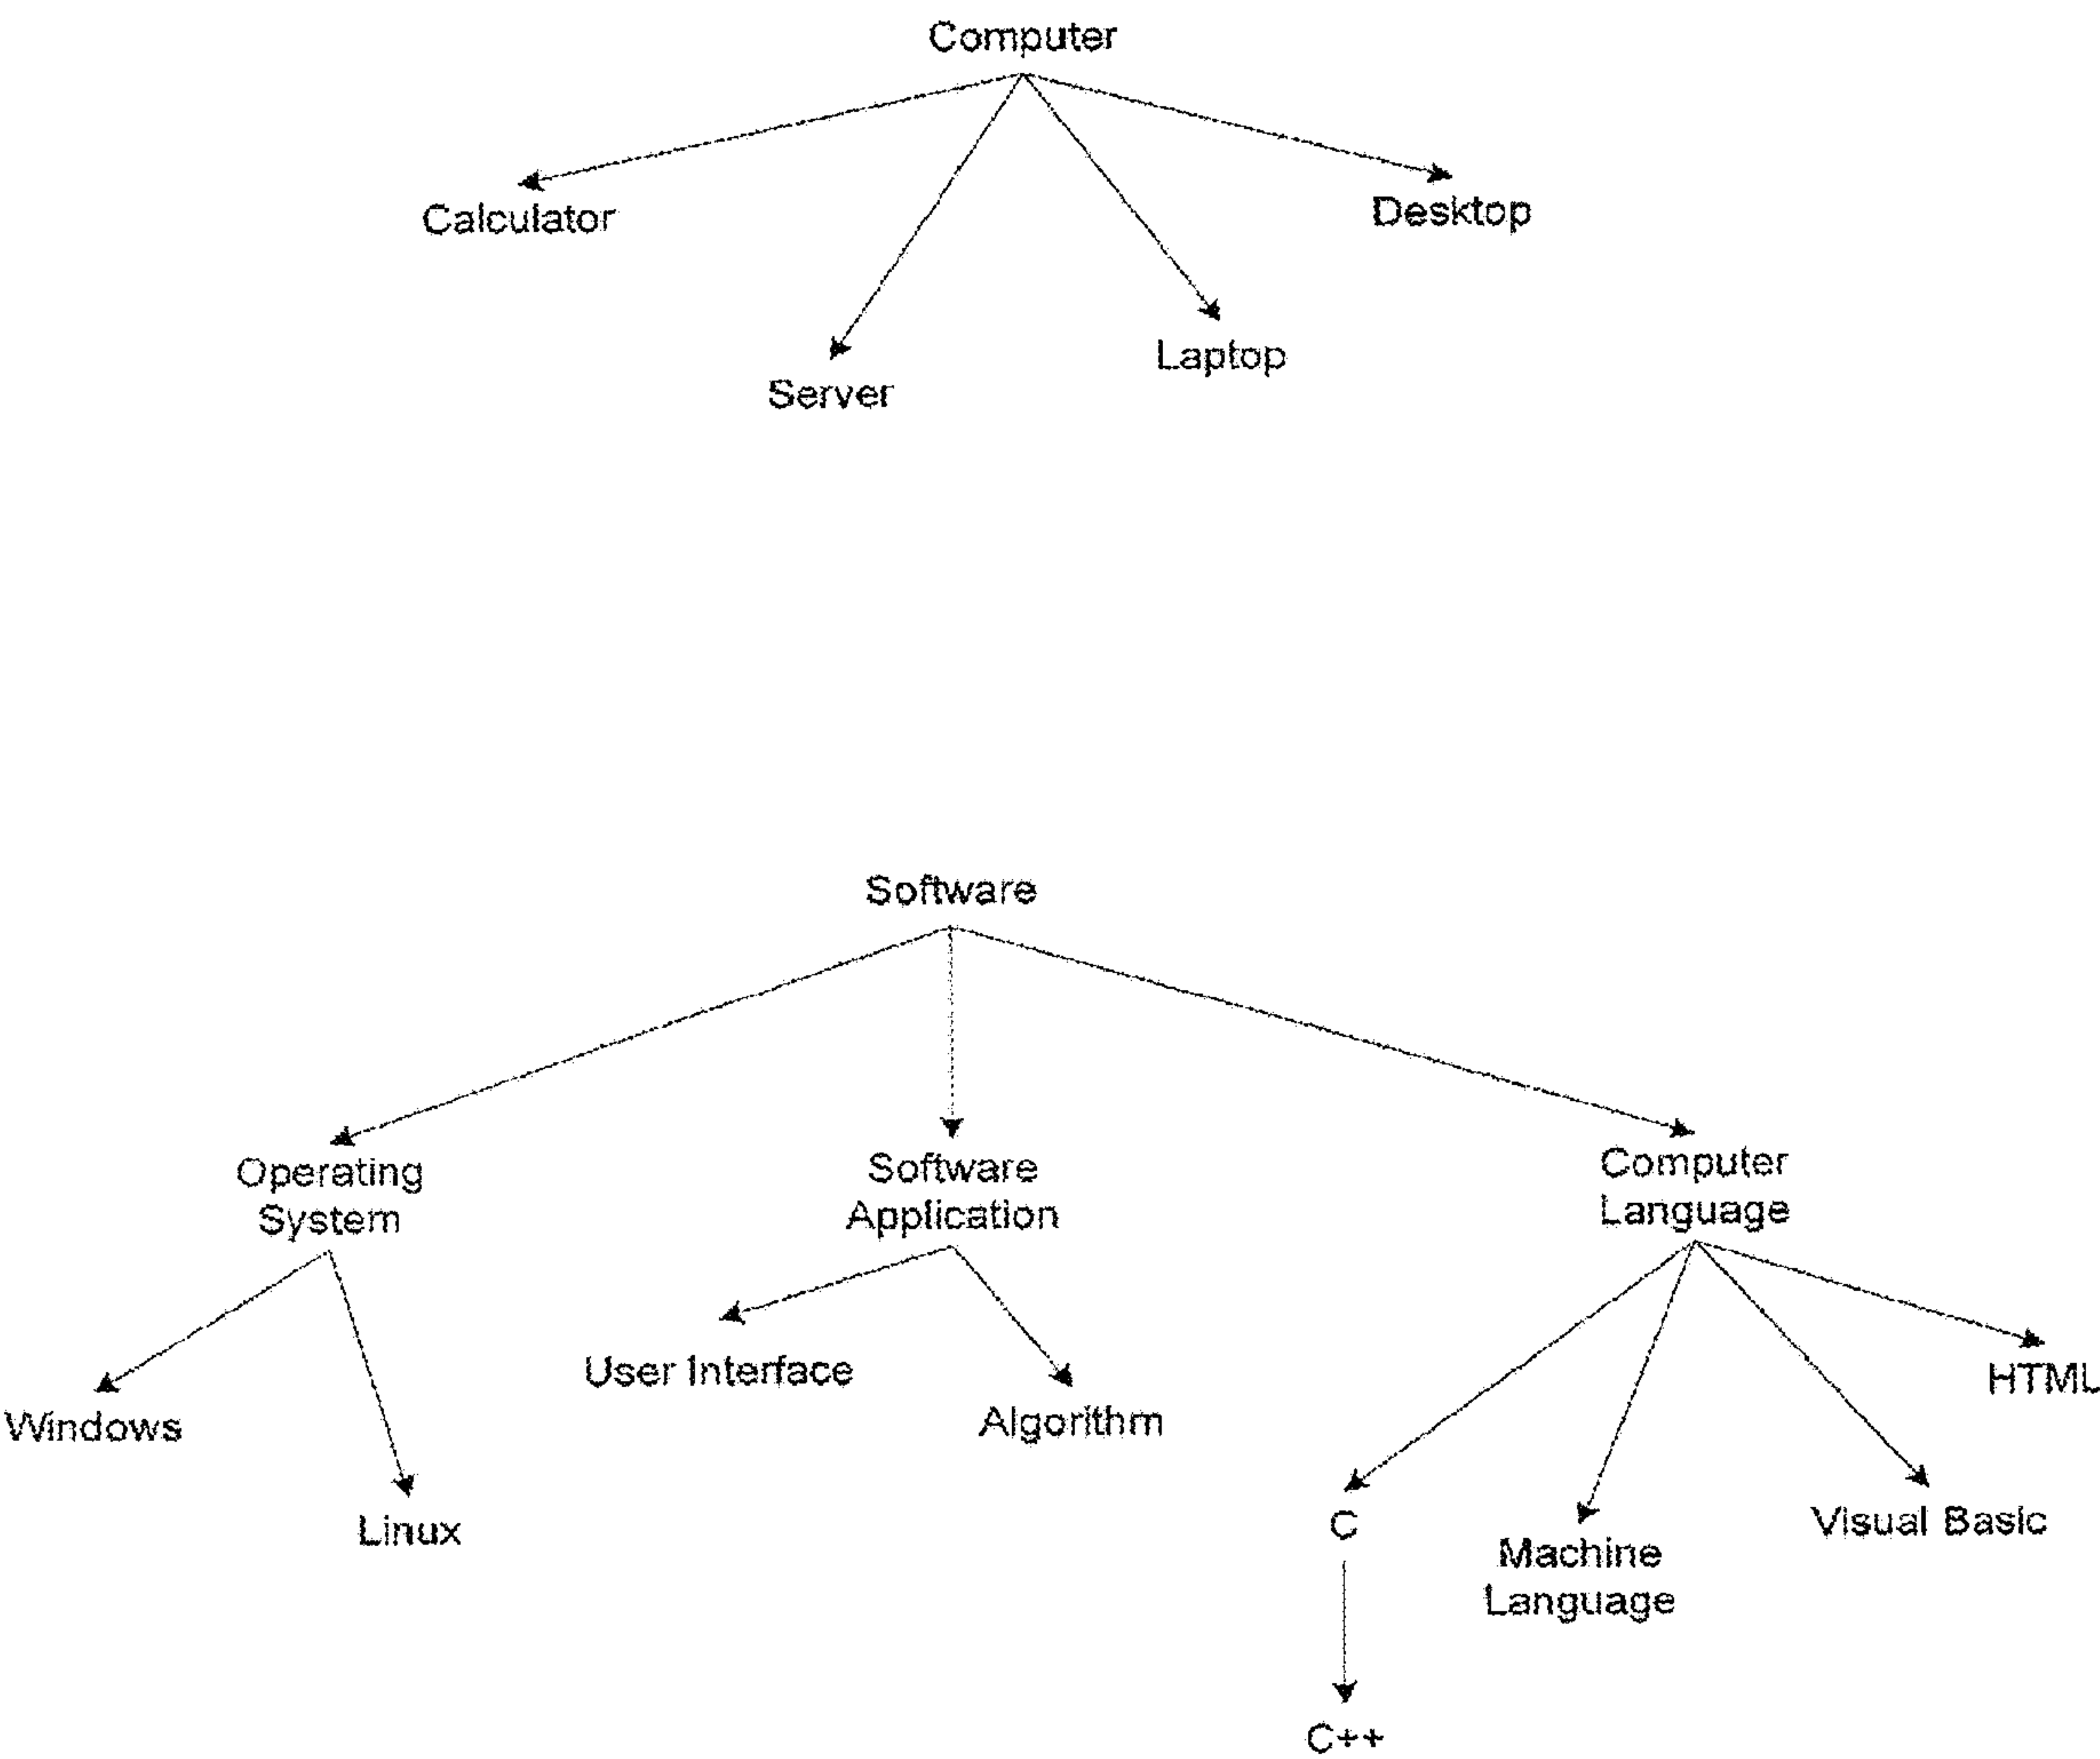 Computer
Calculator
Desktop
Server
Laptop
Software
Operating
System
Software
Application
Computer
Language
Windows
Linux
User Interface
Algorithm
C
Machine
Language
Visual Basic
HTML
C++